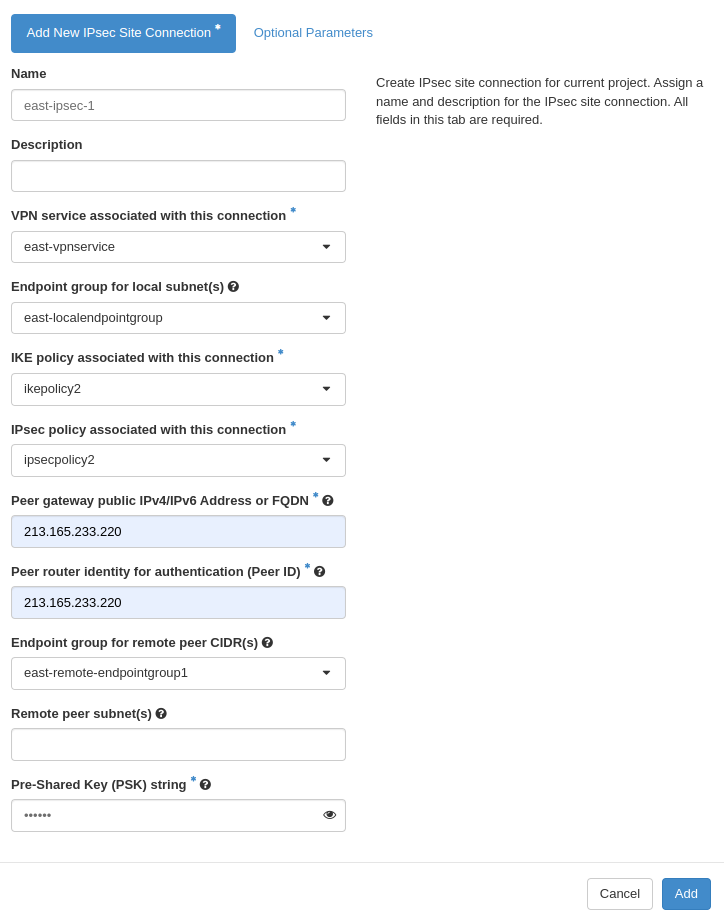 Add New IPsec Site Connection *
Optional Parameters
Name
east-ipsec-1
Create IPsec site connection for current project. Assign a
name and description for the IPsec site connection. All
fields in this tab are required.
Description
VPN service associated with this connection *
east-vpnservice
Endpoint group for local subnet(s) ?
east-localendpointgroup
IKE policy associated with this connection *
ikepolicy2
IPsec policy associated with this connection *
ipsecpolicy2
Peer gateway public IPv4/IPv6 Address or FQDN * ?
213.165.233.220
Peer router identity for authentication (Peer ID) * ?
213.165.233.220
Endpoint group for remote peer CIDR(s) ?
east-remote-endpointgroup1
Remote peer subnet(s) ?
Pre-Shared Key (PSK) string * ?
••••••
Cancel
Add